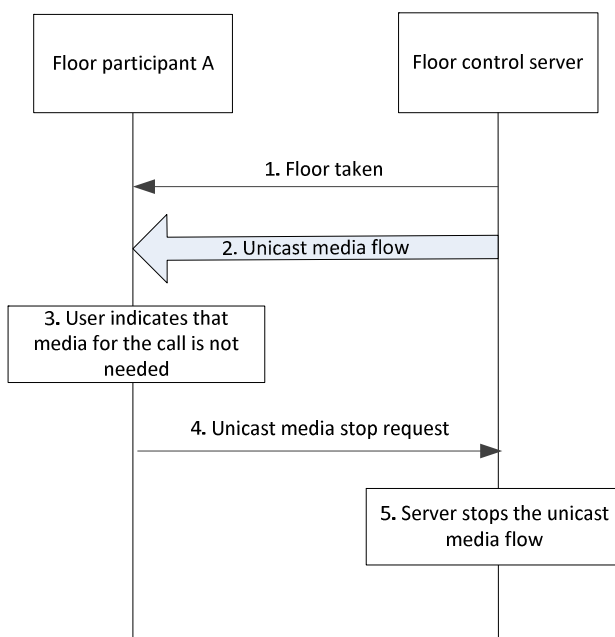 Floor participant A
Floor control server
1. Floor taken
2. Unicast media flow
3. User indicates that
media for the call is not
needed
4. Unicast media stop request
5. Server stops the unicast
media flow